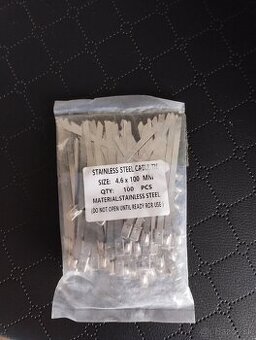 STAINLESS STEEL CABLE TIE
SIZE: 4.6 x 100 MM
QTY: 100 PCS
MATERIAL:STAINLESS STEEL
( DO NOT OPEN UNTIL READY FOR USE )